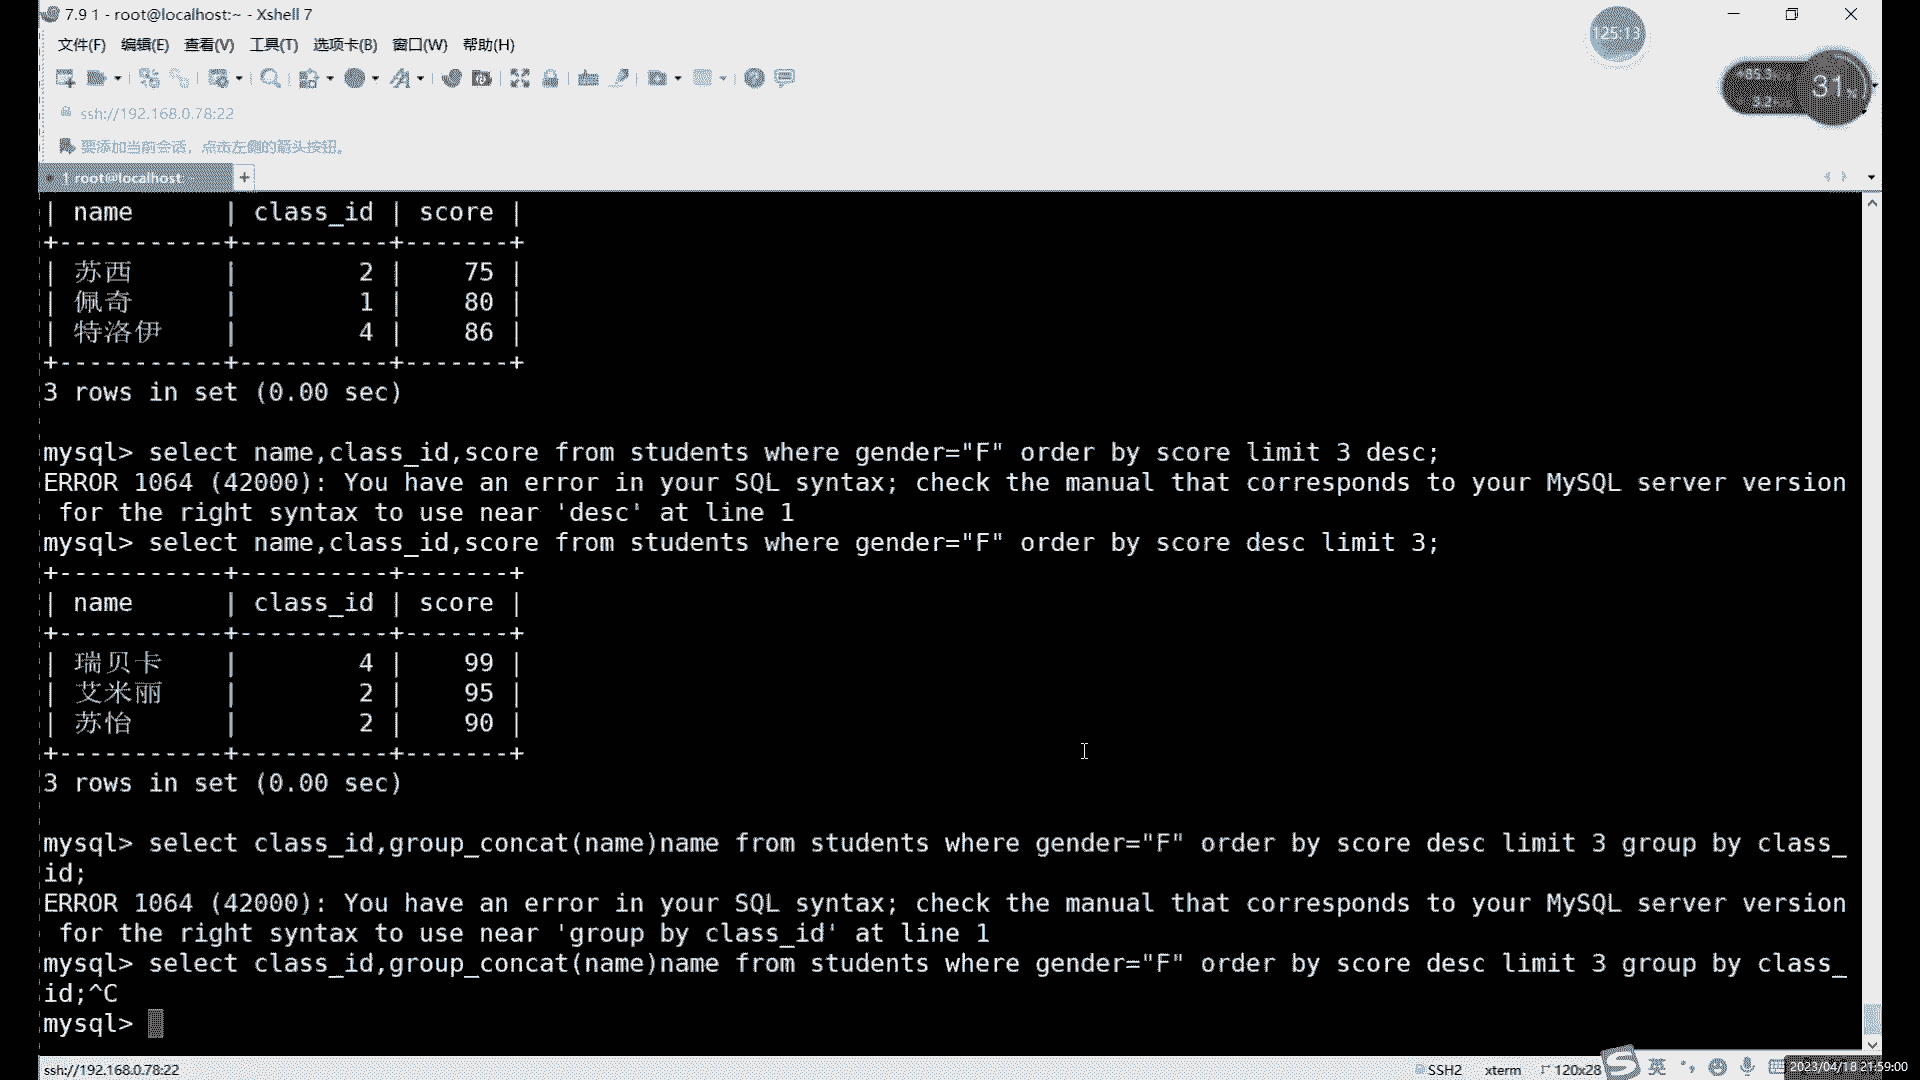 7.9 1 - root@localhost:~ - Xshell 7
125:13
文件(F) 编辑(E) 查看(V) 工具(T) 选项卡(B) 窗口(W) 帮助(H)
31%
ssh://192.168.0.78:22
要添加当前会话，点击左侧的箭头按钮。
1 root@localhost:~
| name | class_id | score |
+-----------+----------+-------+
| 苏西 | 2 | 75 |
| 佩奇 | 1 | 80 |
| 特洛伊 | 4 | 86 |
+-----------+----------+-------+
3 rows in set (0.00 sec)
mysql> select name,class_id,score from students where gender="F" order by score limit 3 desc;
ERROR 1064 (42000): You have an error in your SQL syntax; check the manual that corresponds to your MySQL server version
for the right syntax to use near 'desc' at line 1
mysql> select name,class_id,score from students where gender="F" order by score desc limit 3;
+-----------+----------+-------+
| name | class_id | score |
+-----------+----------+-------+
| 瑞贝卡 | 4 | 99 |
| 艾米丽 | 2 | 95 |
| 苏怡 | 2 | 90 |
+-----------+----------+-------+
3 rows in set (0.00 sec)
mysql> select class_id,group_concat(name)name from students where gender="F" order by score desc limit 3 group by class_
id;
ERROR 1064 (42000): You have an error in your SQL syntax; check the manual that corresponds to your MySQL server version
for the right syntax to use near 'group by class_id' at line 1
mysql> select class_id,group_concat(name)name from students where gender="F" order by score desc limit 3 group by class_
id;^C
mysql>
ssh://192.168.0.78:22 SSH2 xterm 120x28 英 2023/04/18 21:59:00